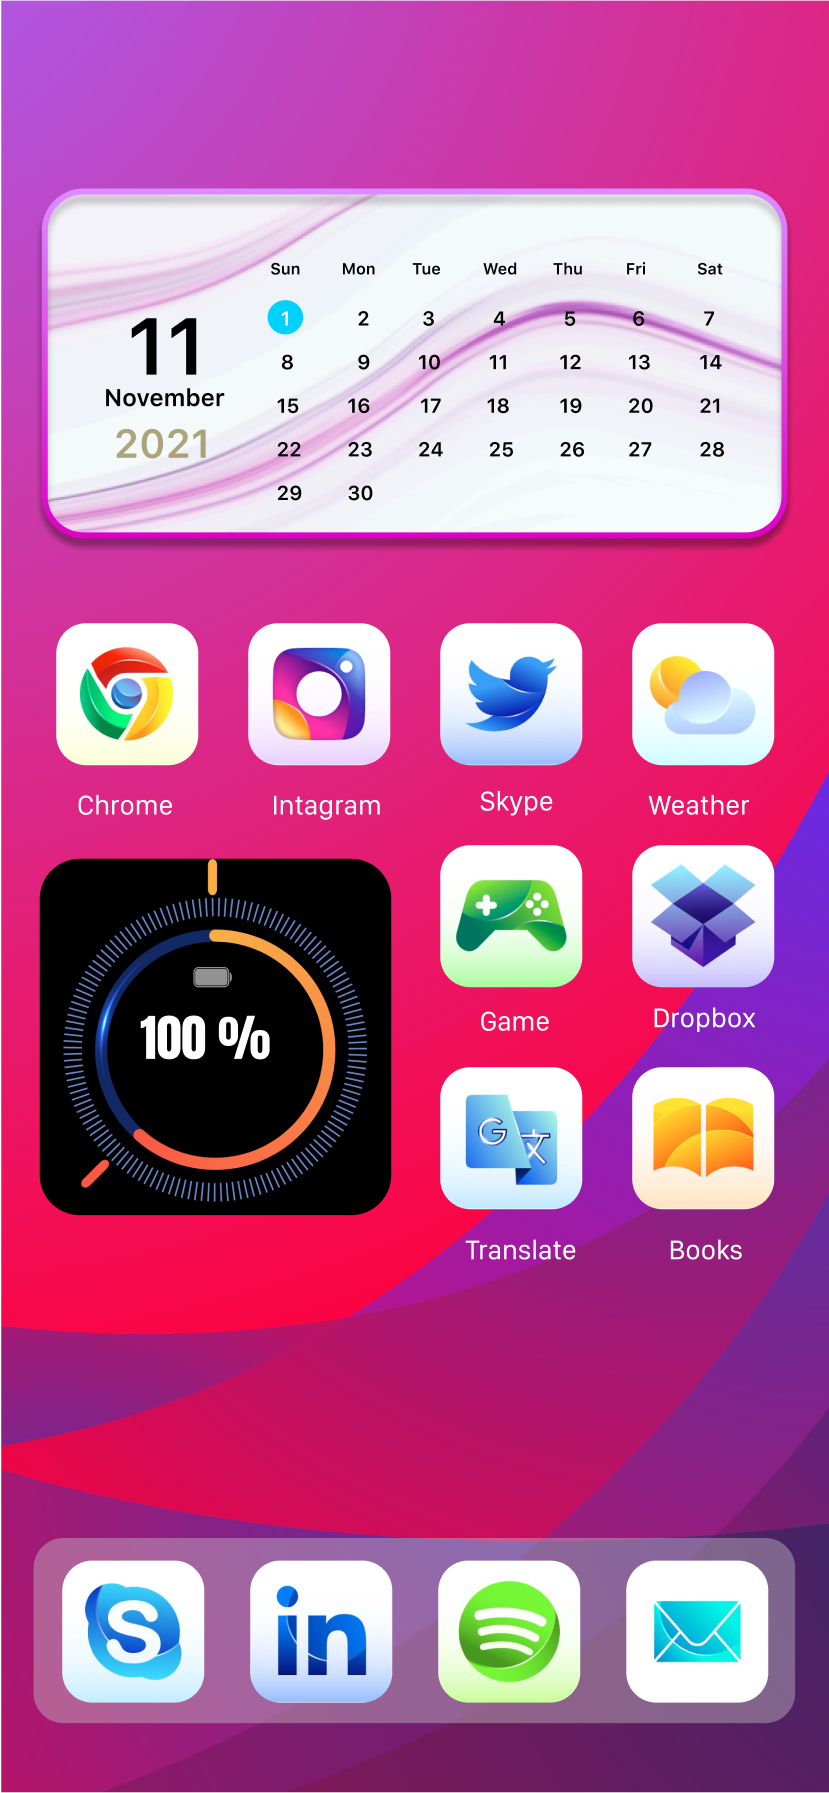 Sun Mon Tue Wed Thu Fri Sat
1 2 3 4 5 6 7
8 9 10 11 12 13 14
15 16 17 18 19 20 21
22 23 24 25 26 27 28
29 30
11
November
2021
Chrome
Intagram
Skype
Weather
100 %
Game
Dropbox
G 文
Translate
Books
S
in